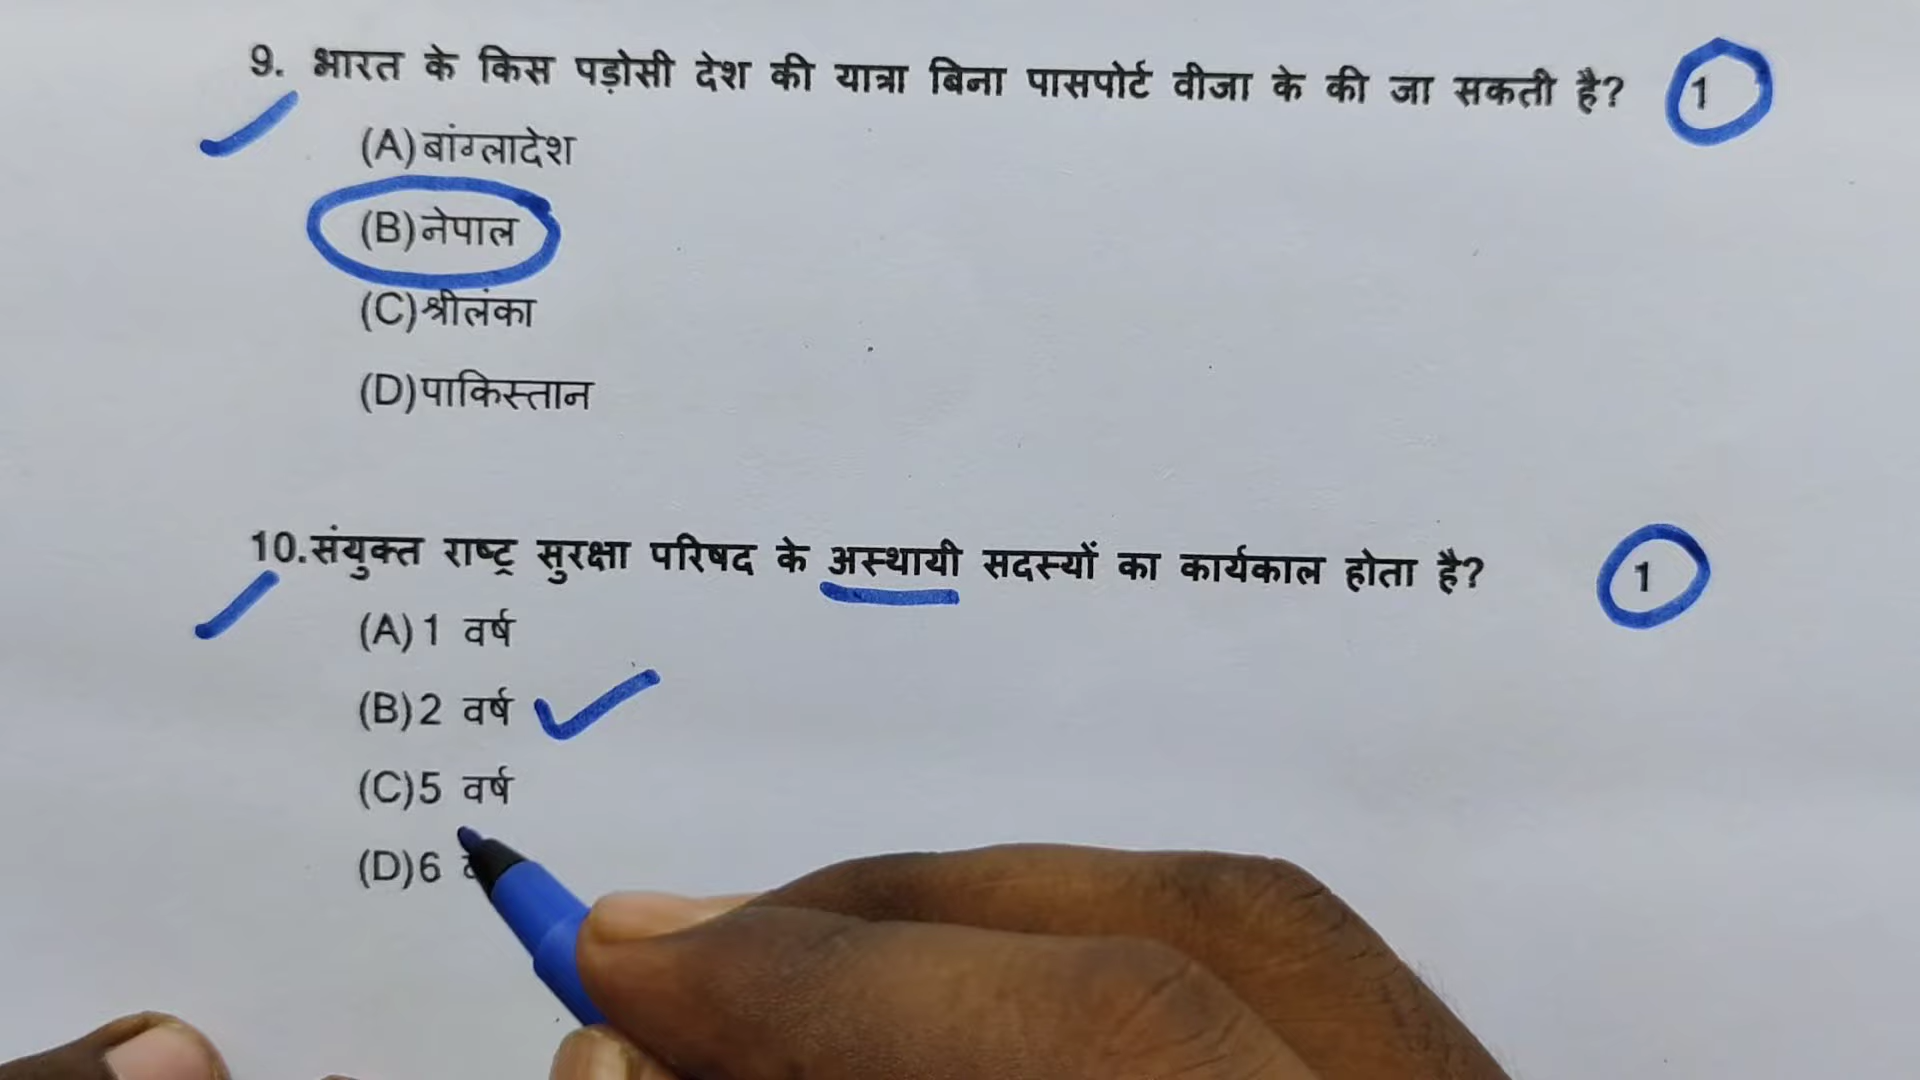 9. भारत के किस पड़ोसी देश की यात्रा बिना पासपोर्ट वीजा के की जा सकती है? 1
(A) बांग्लादेश
(B) नेपाल
(C) श्रीलंका
(D) पाकिस्तान
10. संयुक्त राष्ट्र सुरक्षा परिषद के अस्थायी सदस्यों का कार्यकाल होता है? 1
(A) 1 वर्ष
(B) 2 वर्ष
(C) 5 वर्ष
(D) 6